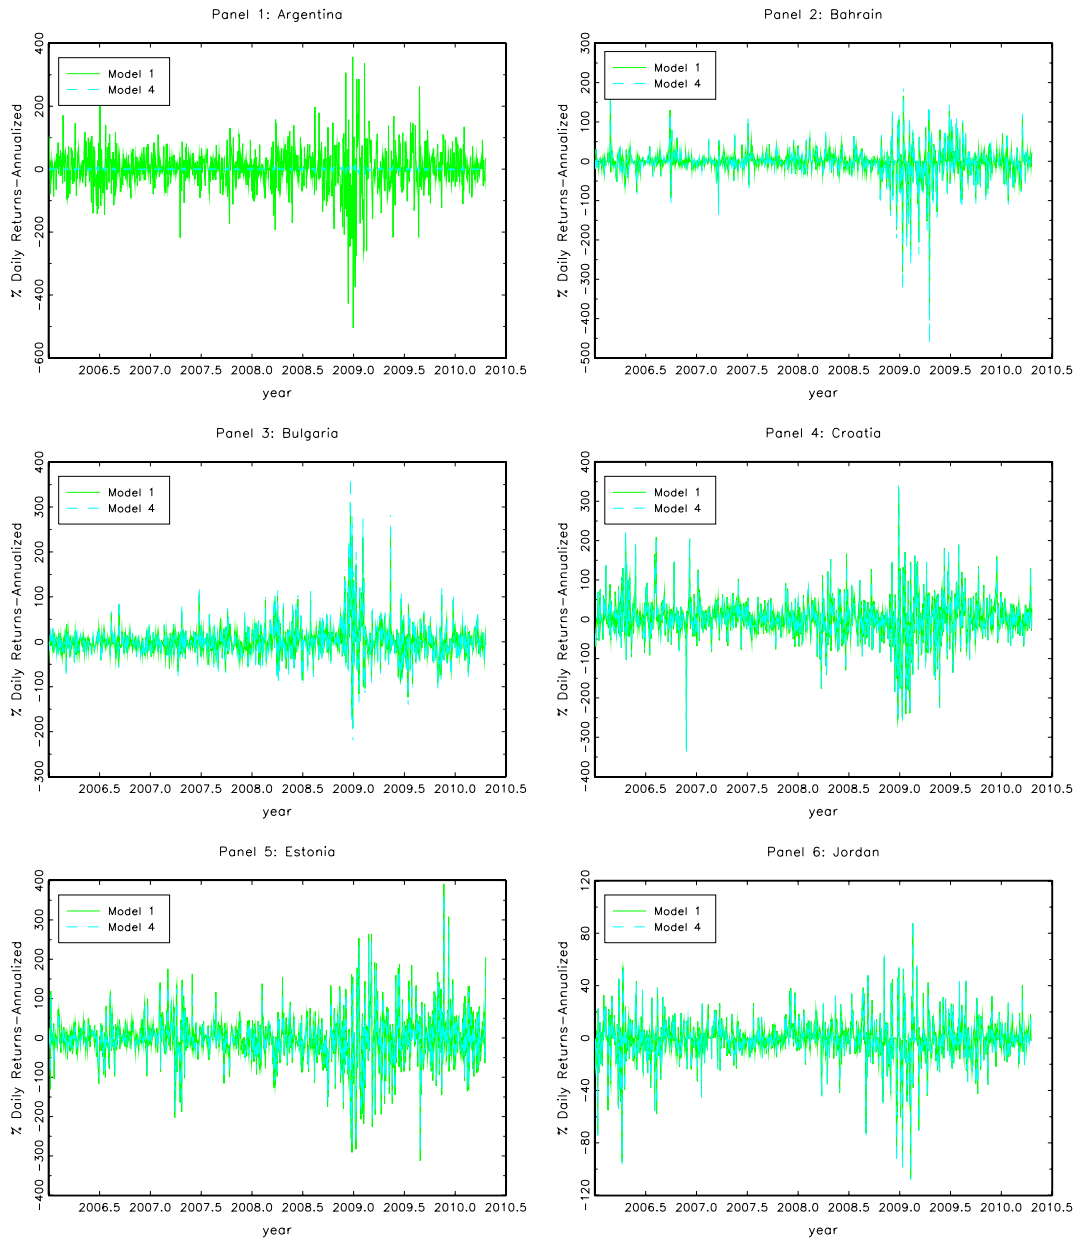 Panel 1: Argentina
% Daily Returns-Annualized
400
200
0
-200
-400
-600
Model 1
Model 4
2006.5 2007.0 2007.5 2008.0 2008.5 2009.0 2009.5 2010.0 2010.5
year
Panel 2: Bahrain
% Daily Returns-Annualized
300
200
100
0
-100
-200
-300
-400
-500
Model 1
Model 4
2006.5 2007.0 2007.5 2008.0 2008.5 2009.0 2009.5 2010.0 2010.5
year
Panel 3: Bulgaria
% Daily Returns-Annualized
400
300
200
100
0
-100
-200
-300
Model 1
Model 4
2006.5 2007.0 2007.5 2008.0 2008.5 2009.0 2009.5 2010.0 2010.5
year
Panel 4: Croatia
% Daily Returns-Annualized
400
300
200
100
0
-100
-200
-300
-400
Model 1
Model 4
2006.5 2007.0 2007.5 2008.0 2008.5 2009.0 2009.5 2010.0 2010.5
year
Panel 5: Estonia
% Daily Returns-Annualized
400
300
200
100
0
-100
-200
-300
-400
Model 1
Model 4
2006.5 2007.0 2007.5 2008.0 2008.5 2009.0 2009.5 2010.0 2010.5
year
Panel 6: Jordan
% Daily Returns-Annualized
120
80
40
0
-40
-80
-120
Model 1
Model 4
2006.5 2007.0 2007.5 2008.0 2008.5 2009.0 2009.5 2010.0 2010.5
year